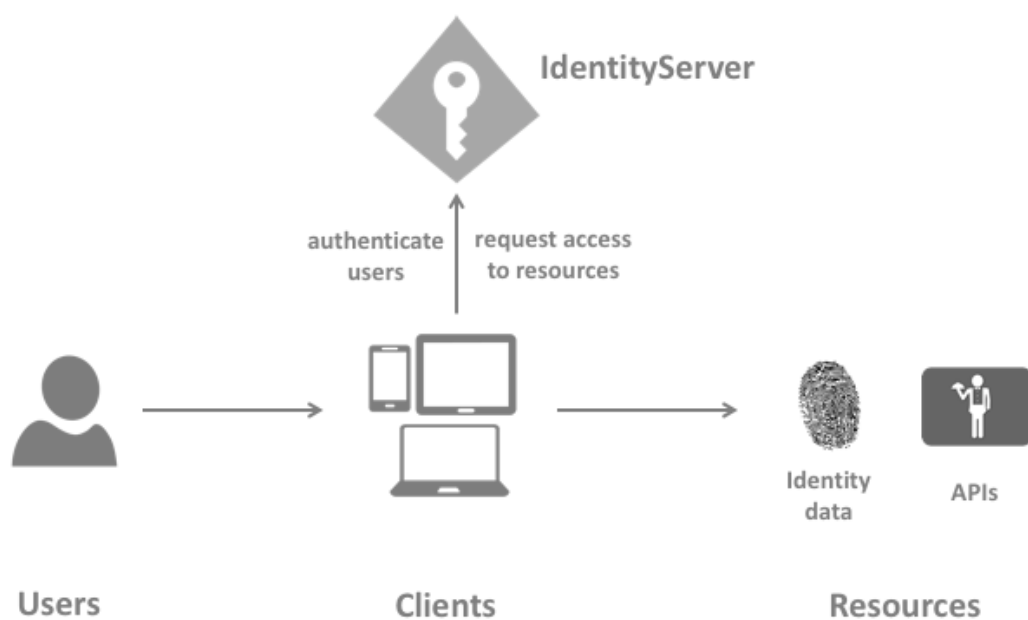 IdentityServer
authenticate
users
request access
to resources
Identity
data
APIs
Users
Clients
Resources